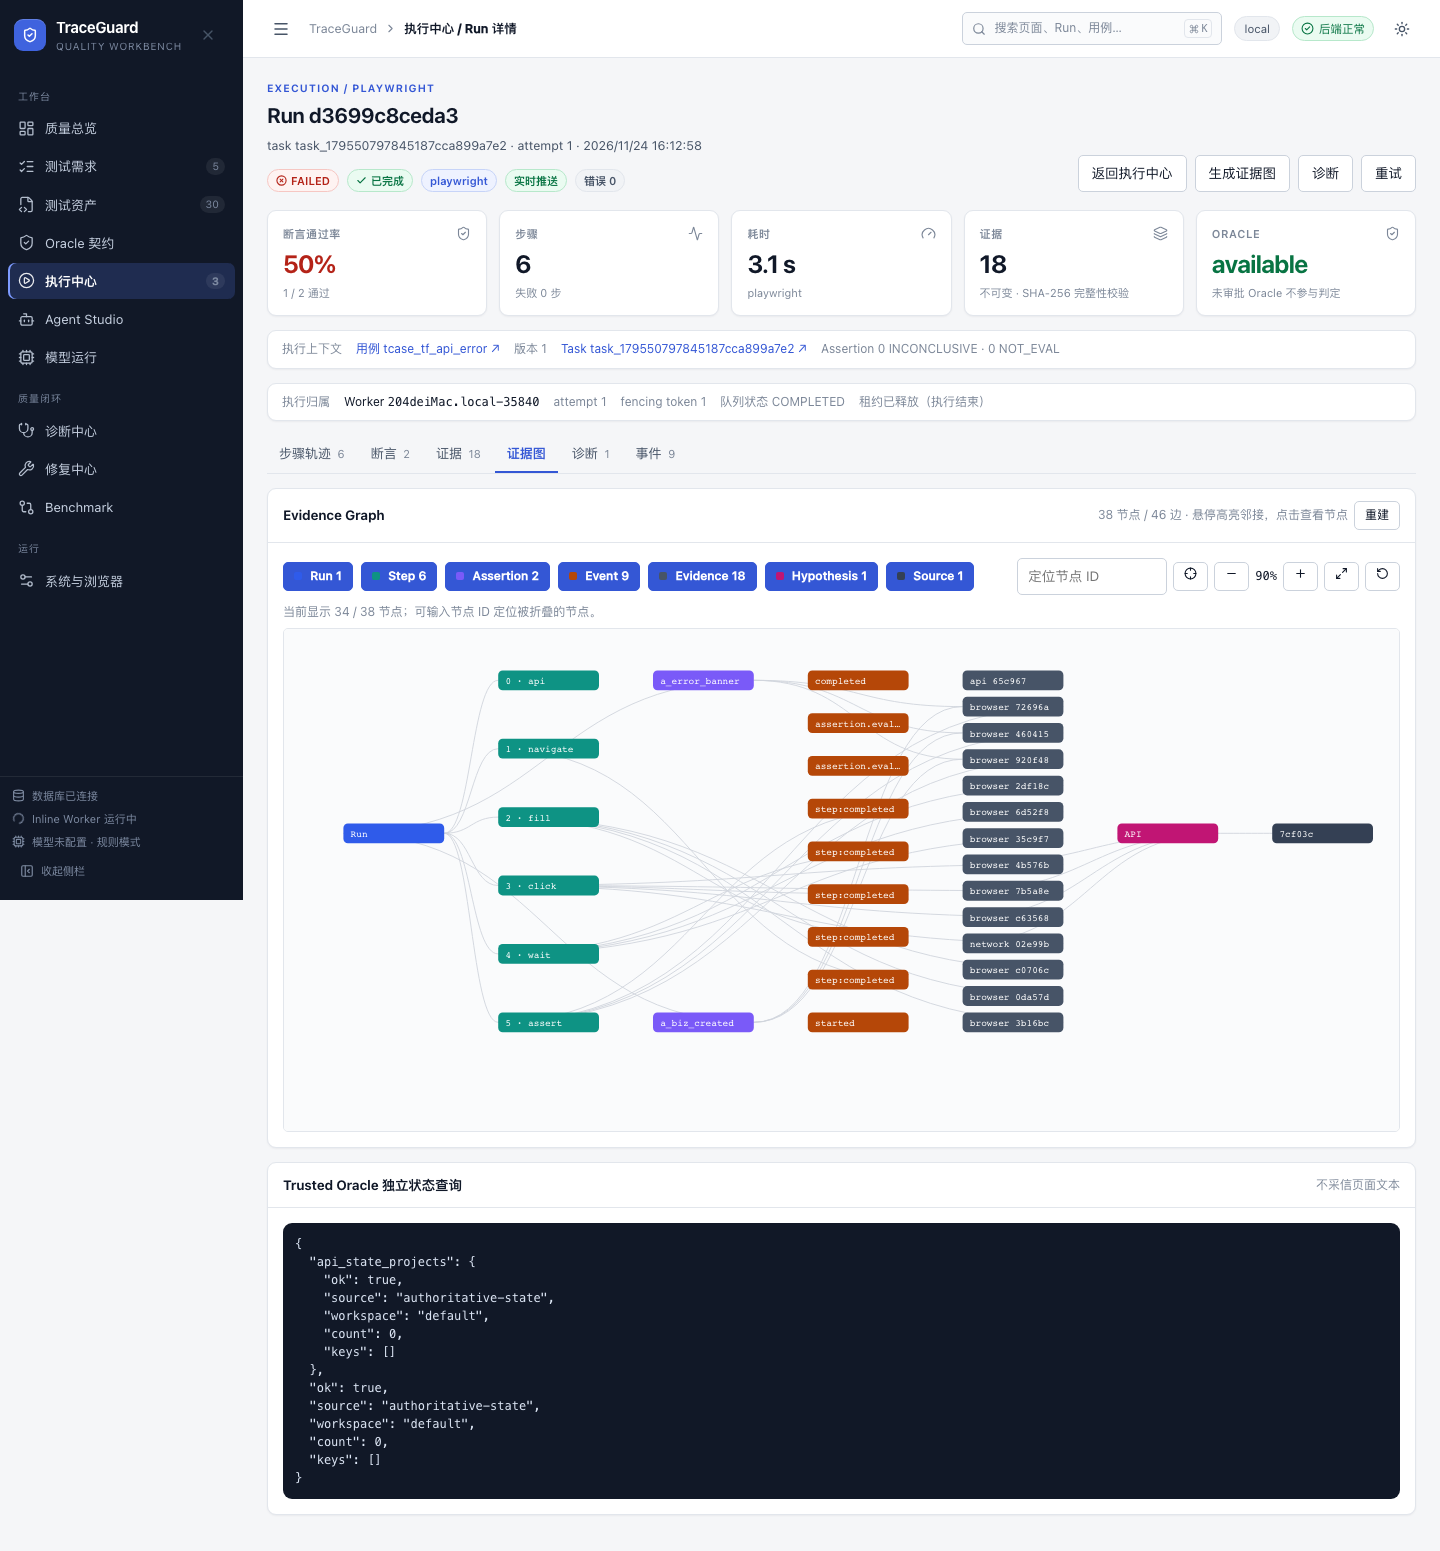 TraceGuard
QUALITY WORKBENCH
工作台
质量总览
测试需求 5
测试资产 30
Oracle 契约
执行中心 3
Agent Studio
模型运行
质量闭环
诊断中心
修复中心
Benchmark
运行
系统与浏览器
数据库已连接
Inline Worker 运行中
模型未配置 · 规则模式
收起侧栏
TraceGuard
执行中心 / Run 详情
搜索页面、Run、用例...
⌘ K
local
后端正常
EXECUTION / PLAYWRIGHT
Run d3699c8ceda3
task task_179550797845187cca899a7e2 · attempt 1 · 2026/11/24 16:12:58
FAILED
已完成
playwright
实时推送
错误 0
返回执行中心
生成证据图
诊断
重试
断言通过率
50%
1 / 2 通过
步骤
6
失败 0 步
耗时
3.1 s
playwright
证据
18
不可变 · SHA-256 完整性校验
ORACLE
available
未审批 Oracle 不参与判定
执行上下文 用例 tcase_tf_api_error ↗ 版本 1 Task task_179550797845187cca899a7e2 ↗ Assertion 0 INCONCLUSIVE · 0 NOT_EVAL
执行归属 Worker 204deiMac.local-35840 attempt 1 fencing token 1 队列状态 COMPLETED 租约已释放（执行结束）
步骤轨迹 6
断言 2
证据 18
证据图
诊断 1
事件 9
Evidence Graph
38 节点 / 46 边 · 悬停高亮邻接，点击查看节点
重建
Run 1
Step 6
Assertion 2
Event 9
Evidence 18
Hypothesis 1
Source 1
定位节点 ID
90%
当前显示 34 / 38 节点；可输入节点 ID 定位被折叠的节点。
Run
0 · api
1 · navigate
2 · fill
3 · click
4 · wait
5 · assert
a_error_banner
a_biz_created
completed
assertion.eval…
assertion.eval…
step:completed
step:completed
step:completed
step:completed
step:completed
started
api 65c967
browser 72696a
browser 460415
browser 920f48
browser 2df18c
browser 6d52f8
browser 35c9f7
browser 4b576b
browser 7b5a8e
browser c63568
network 02e99b
browser c0706c
browser 0da57d
browser 3b16bc
API
7cf03c
Trusted Oracle 独立状态查询
不采信页面文本
{
"api_state_projects": {
"ok": true,
"source": "authoritative-state",
"workspace": "default",
"count": 0,
"keys": []
},
"ok": true,
"source": "authoritative-state",
"workspace": "default",
"count": 0,
"keys": []
}